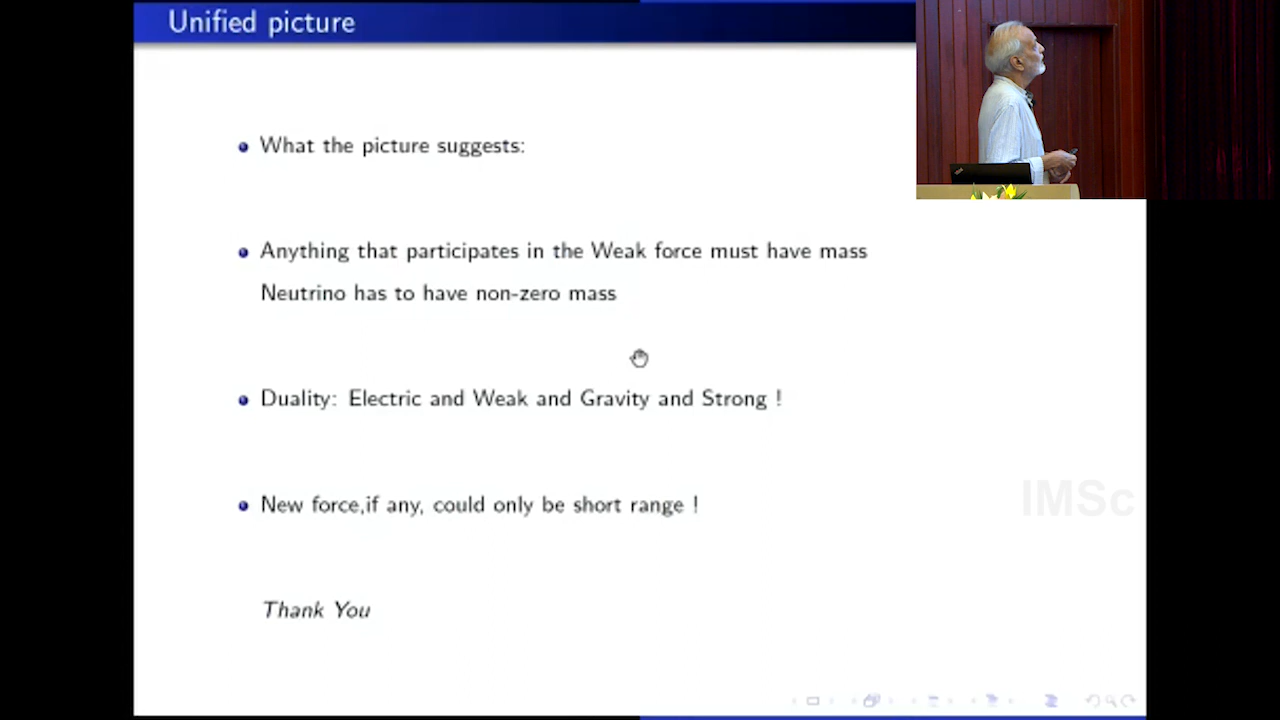 Unified picture
What the picture suggests:
Anything that participates in the Weak force must have mass
Neutrino has to have non-zero mass
Duality: Electric and Weak and Gravity and Strong !
New force,if any, could only be short range !
IMSc
Thank You